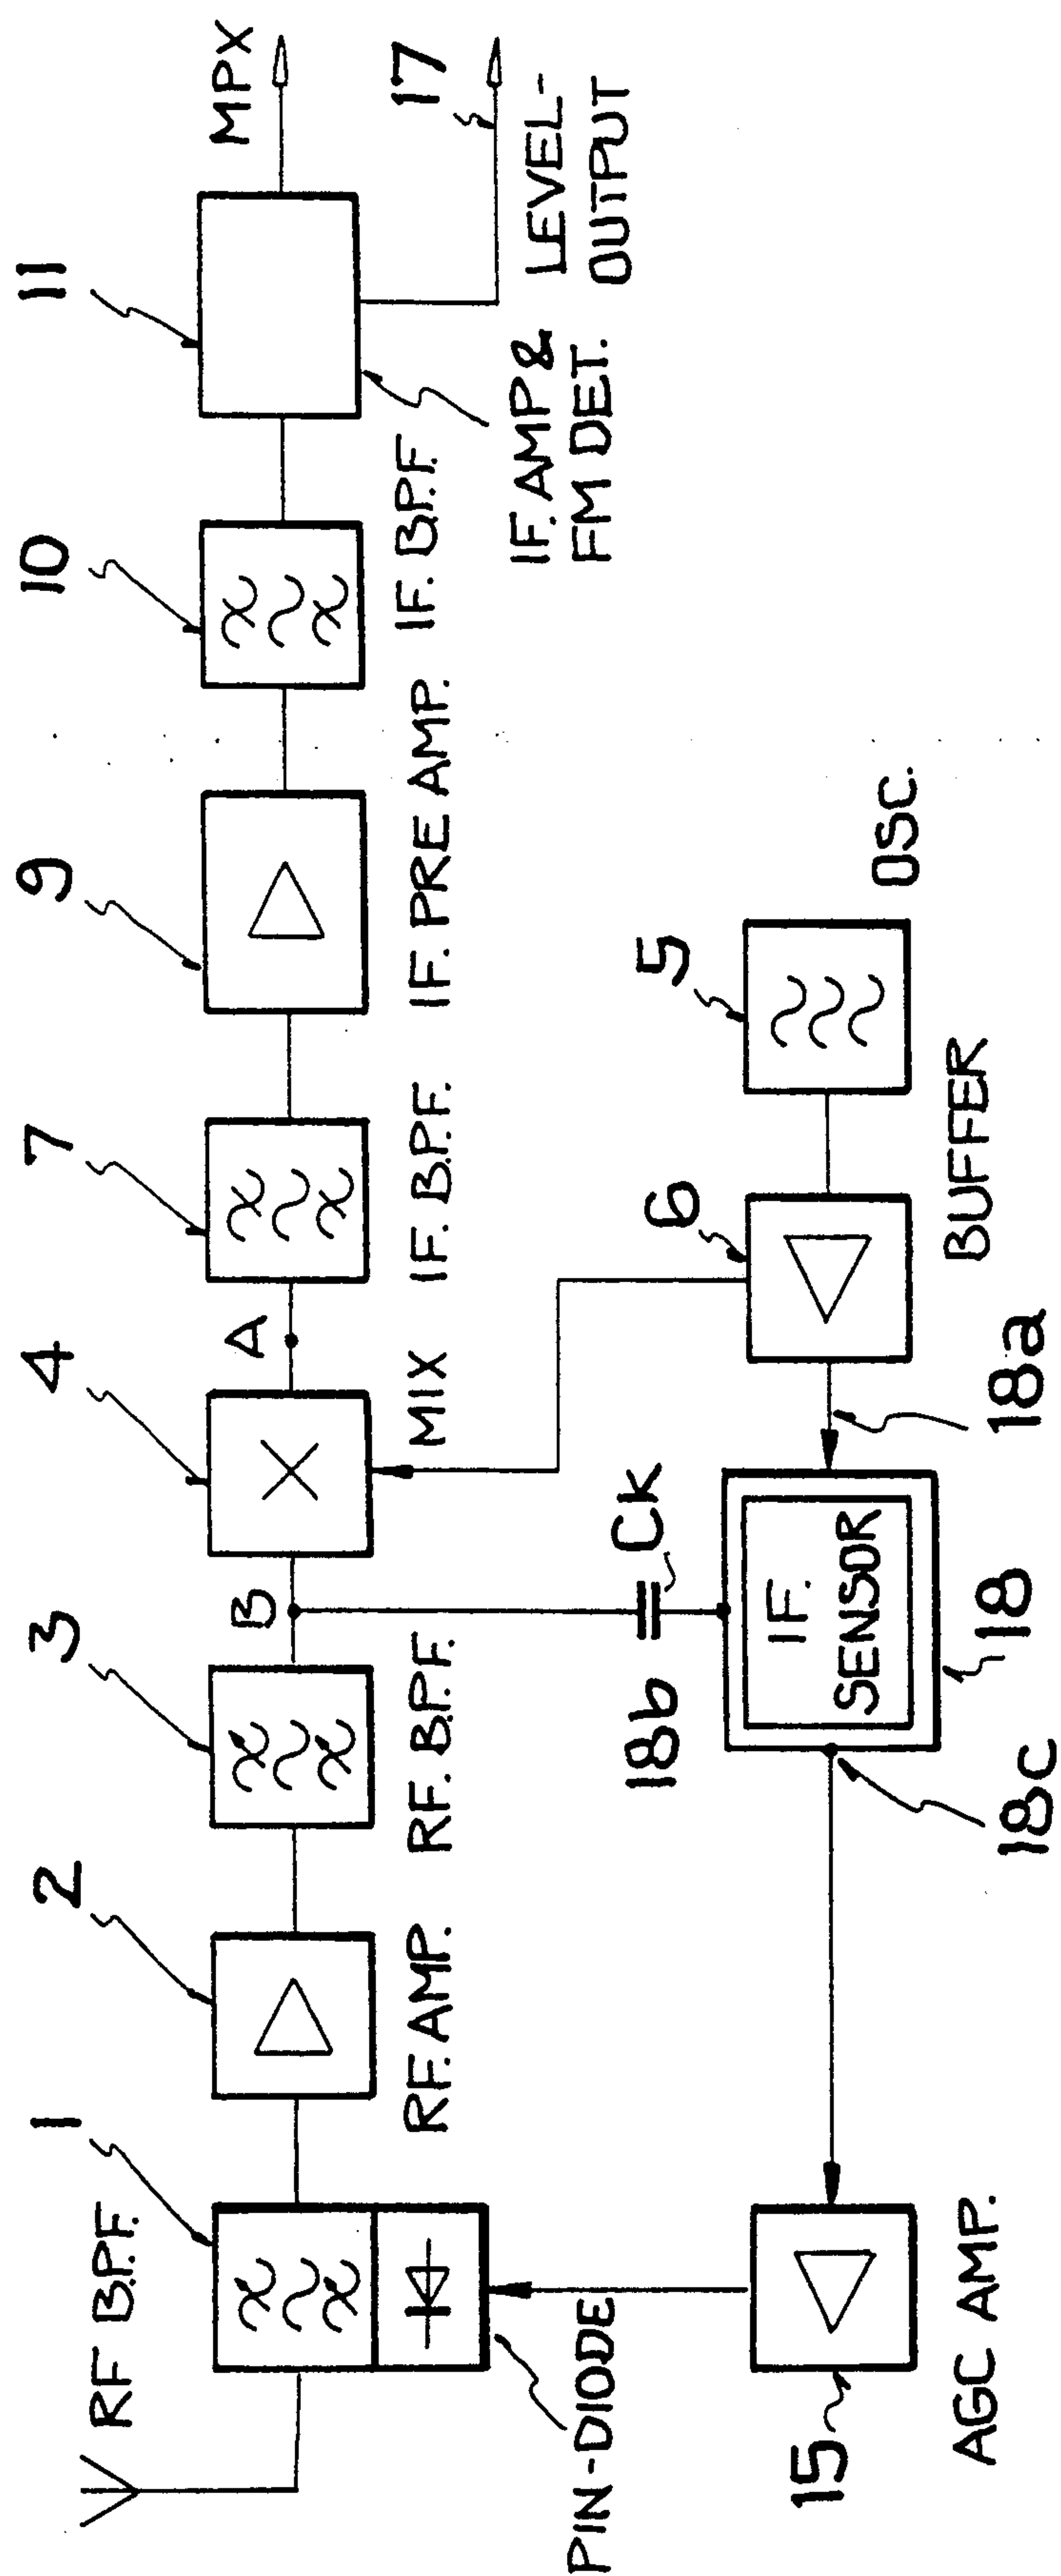 RF B.P.F.
1
2
3
4
7
9
10
11
MPX
17
LEVEL-
OUTPUT
B
A
RF. AMP.
RF. B.P.F.
MIX
IF. B.P.F.
IF. PRE AMP.
IF. B.P.F.
IF. AMP &
FM DET.
PIN-DIODE
18b
CK
6
5
OSC.
IF.
SENSOR
BUFFER
15
AGC AMP.
18c
18
18a